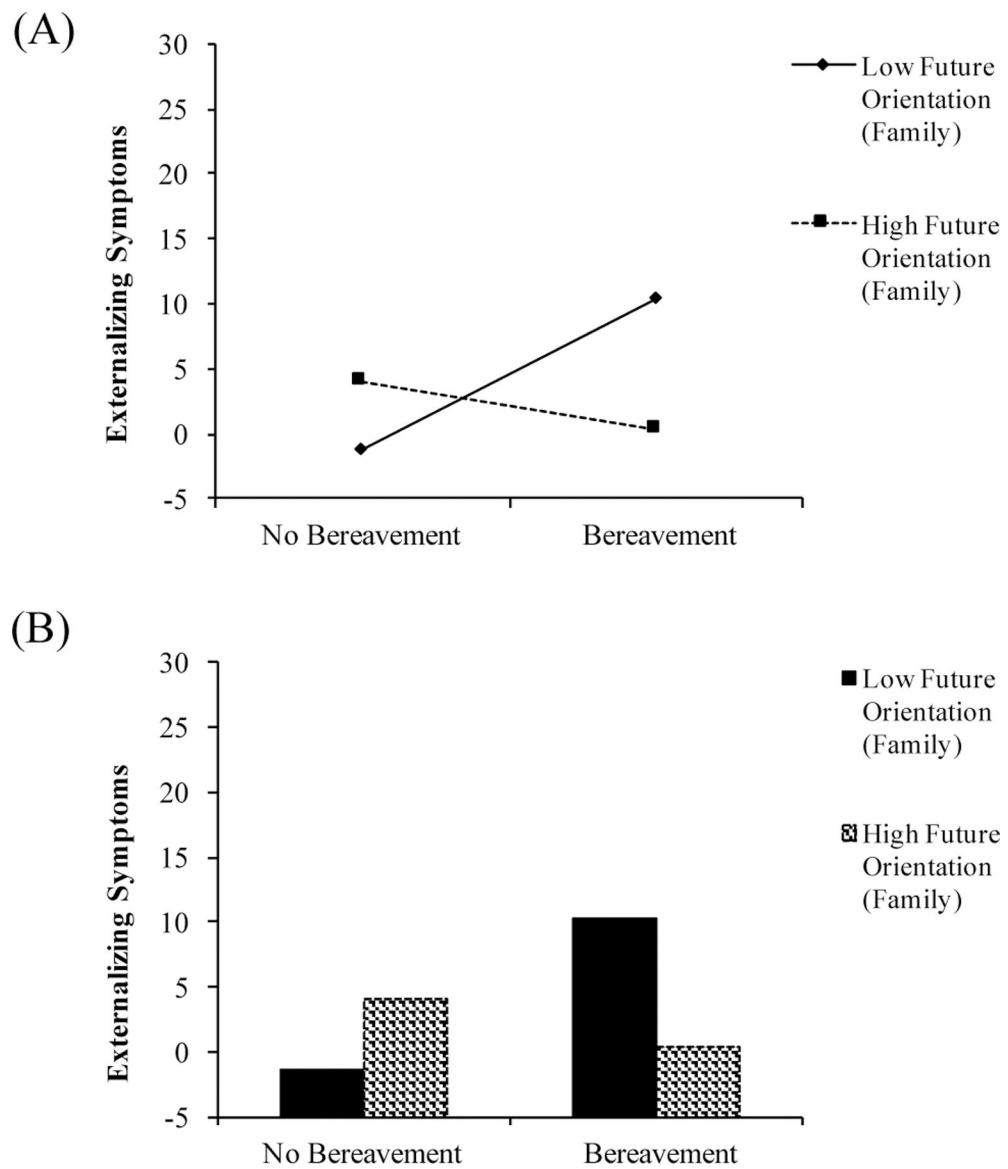 (A)
30
25
20
15
10
5
0
-5
Externalizing Symptoms
No Bereavement
Bereavement
Low Future
Orientation
(Family)
High Future
Orientation
(Family)
(B)
30
25
20
15
10
5
0
-5
Externalizing Symptoms
No Bereavement
Bereavement
Low Future
Orientation
(Family)
High Future
Orientation
(Family)